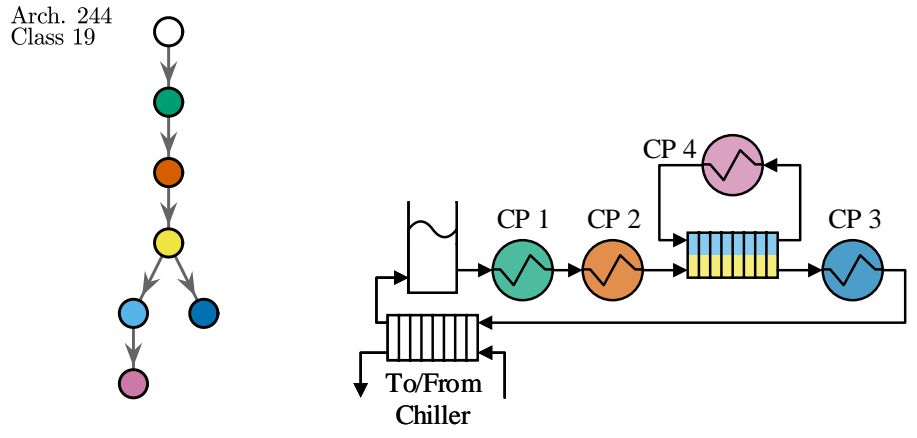 Arch. 244
Class 19
CP 4
CP 1
CP 2
CP 3
To/From
Chiller